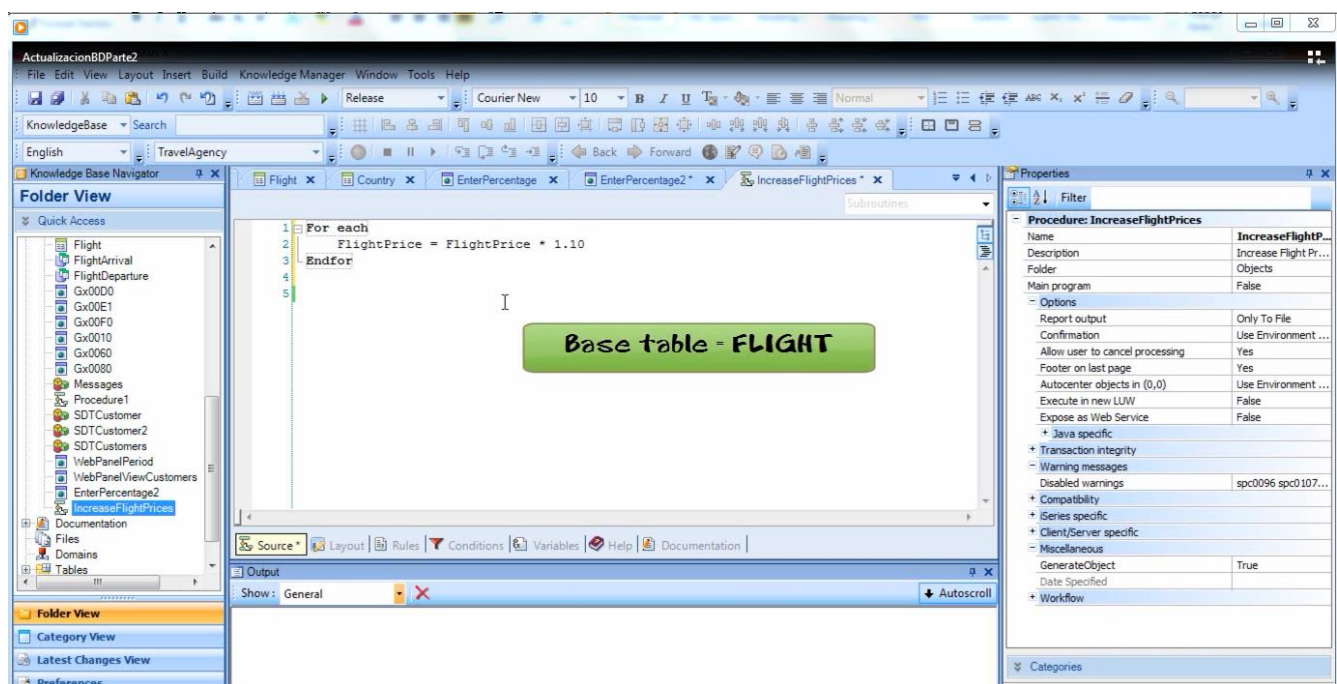 ActualizacionBDParte2
File Edit View Layout Insert Build Knowledge Manager Window Tools Help
Release Courier New 10 B I U Normal ABC
KnowledgeBase Search
English TravelAgency Back Forward
Knowledge Base Navigator
Folder View
Quick Access
Flight
FlightArrival
FlightDeparture
Gx00D0
Gx00E1
Gx00F0
Gx0010
Gx0060
Gx0080
Messages
Procedure1
SDTCustomer
SDTCustomer2
SDTCustomers
WebPanelPeriod
WebPanelViewCustomers
EnterPercentage2
IncreaseFlightPrices
Documentation
Files
Domains
Tables
Folder View
Category View
Latest Changes View
Preferences
Flight Country EnterPercentage EnterPercentage2 * IncreaseFlightPrices *
Subroutines
1 For each
2 FlightPrice = FlightPrice * 1.10
3 Endfor
4
5
Base table = FLIGHT
Source * Layout Rules Conditions Variables Help Documentation
Output
Show: General Autoscroll
Properties
Filter
Procedure: IncreaseFlightPrices
Name IncreaseFlightP...
Description Increase Flight Pr...
Folder Objects
Main program False
Options
Report output Only To File
Confirmation Use Environment ...
Allow user to cancel processing Yes
Footer on last page Yes
Autocenter objects in (0,0) Use Environment ...
Execute in new LUW False
Expose as Web Service False
Java specific
Transaction integrity
Warning messages
Disabled warnings spc0096 spc0107...
Compatibility
iSeries specific
Client/Server specific
Miscellaneous
GenerateObject True
Date Specified
Workflow
Categories